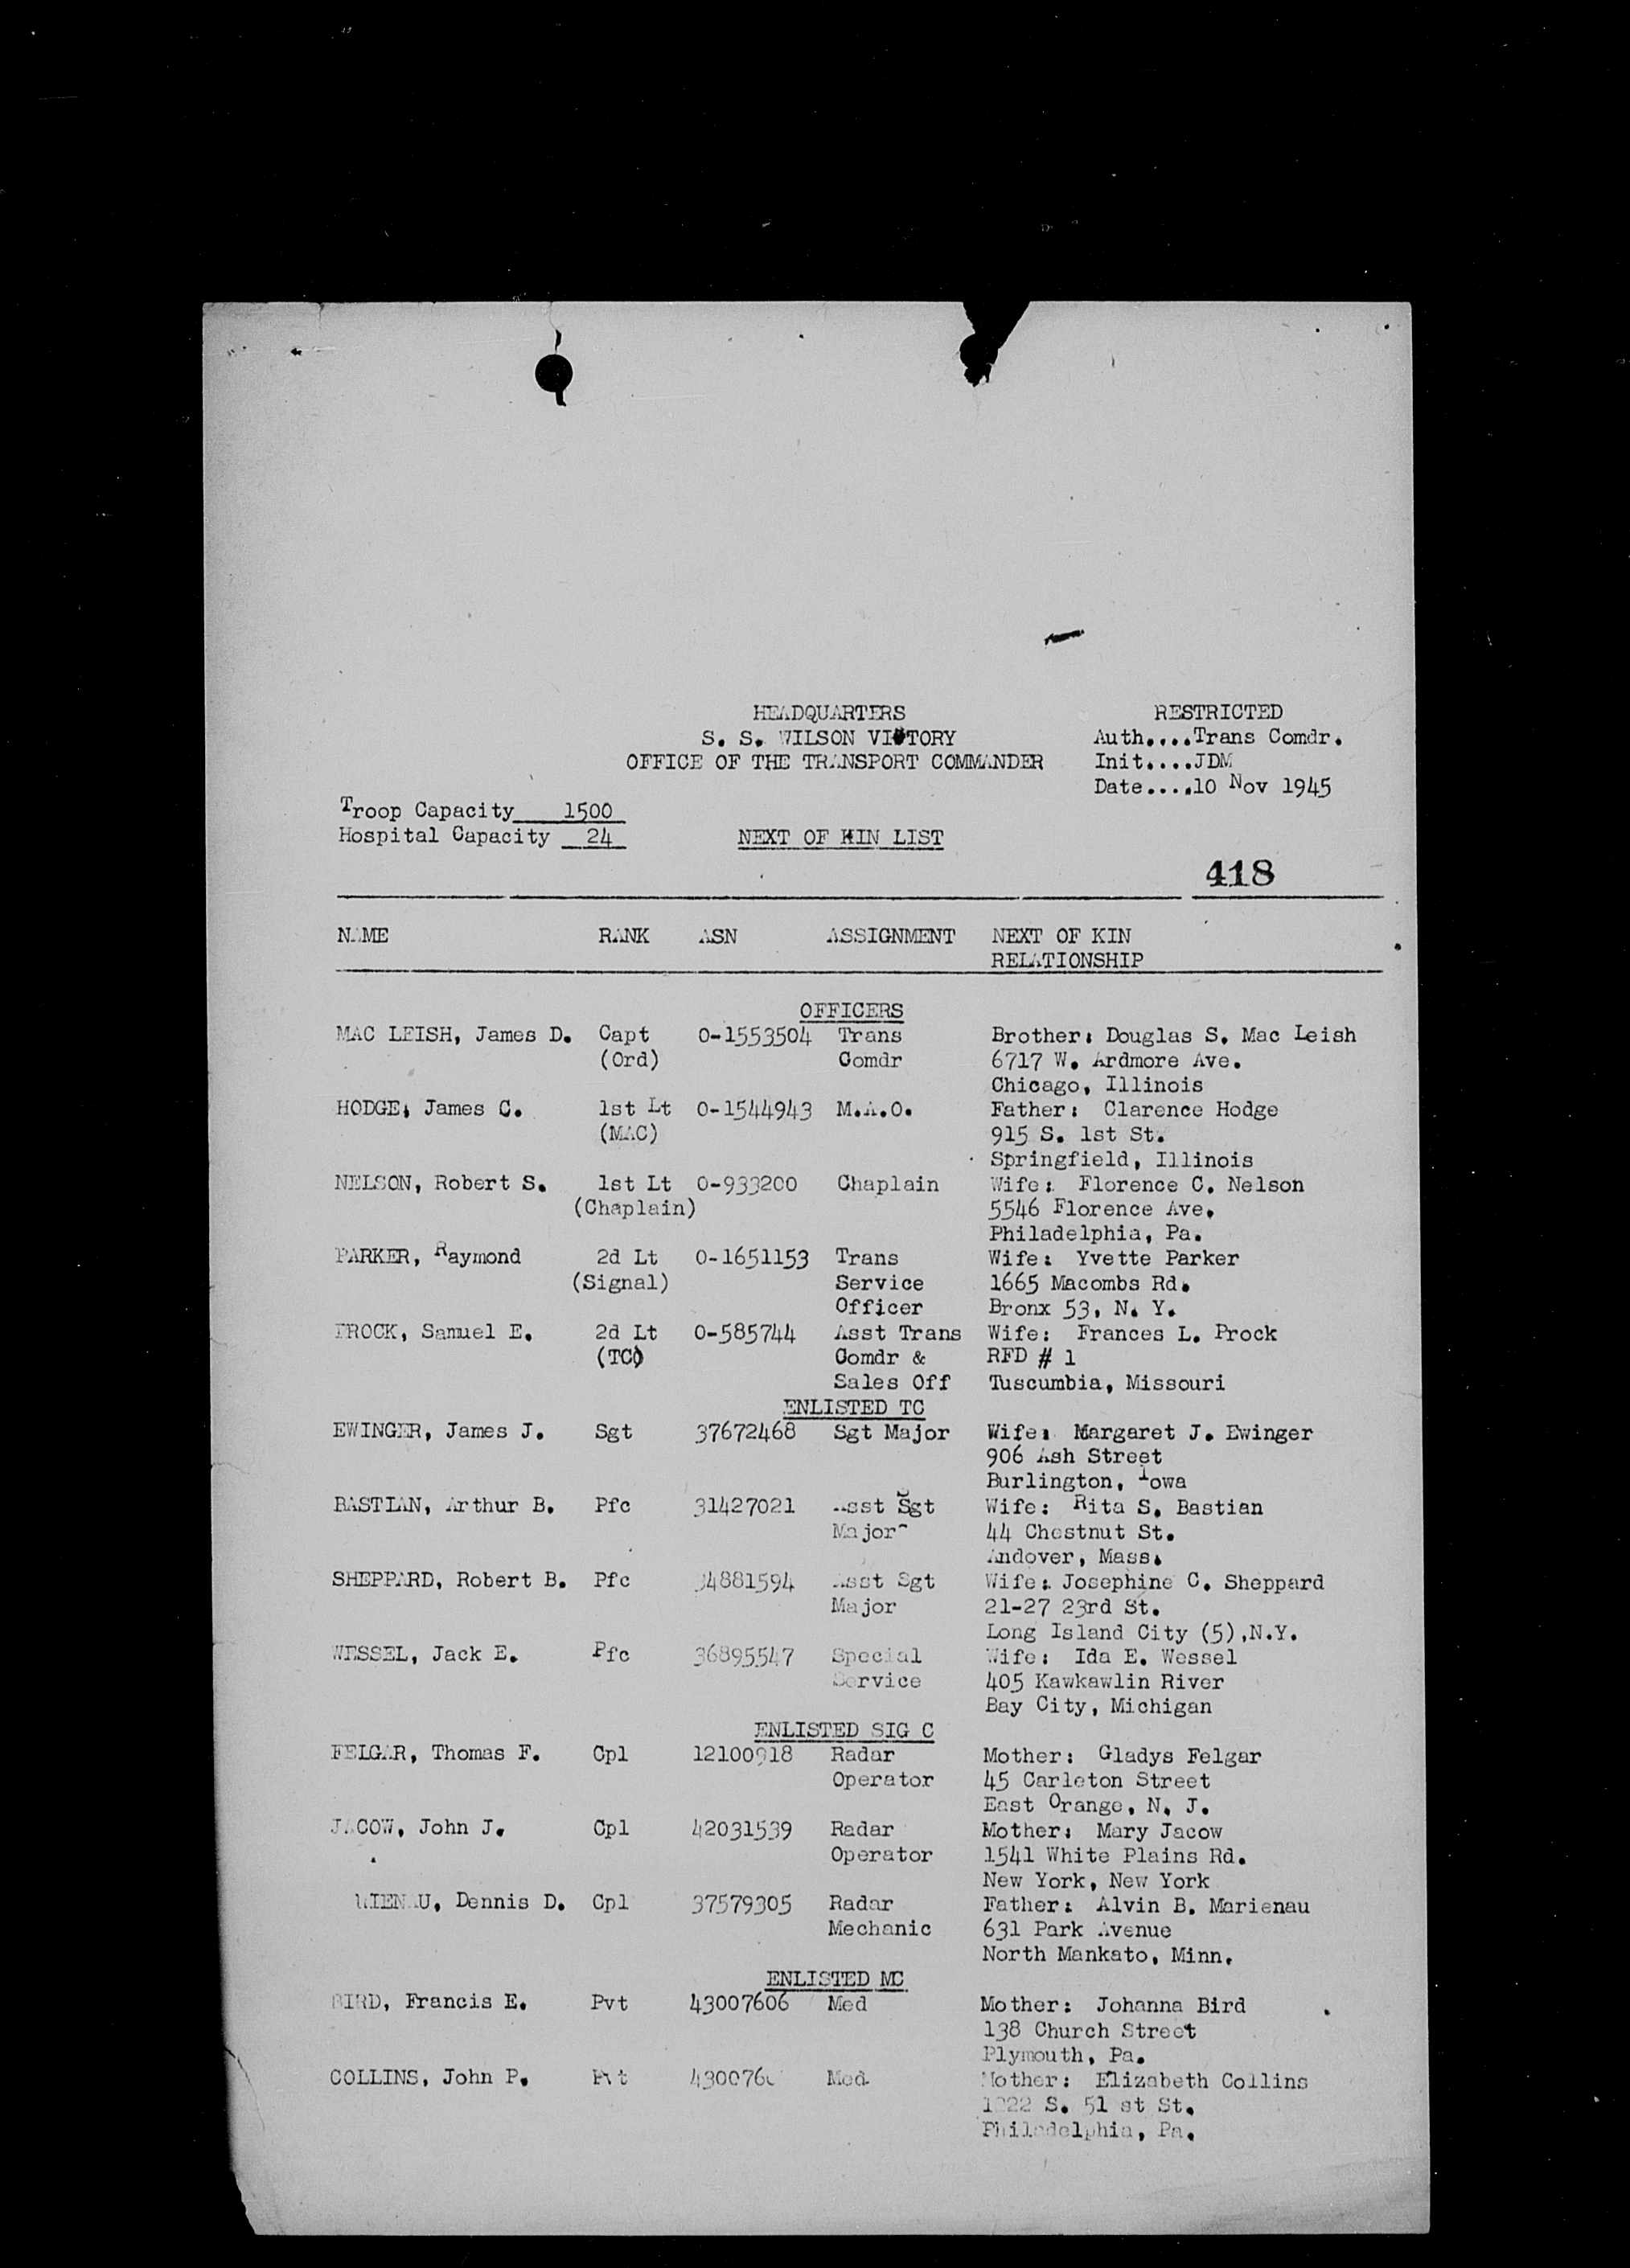 HEADQUARTERS
S. S. WILSON VICTORY
OFFICE OF THE TRANSPORT COMMANDER
RESTRICTED
Auth....Trans Comdr.
Init....JDM
Date....10 Nov 1945
Troop Capacity 1500
Hospital Capacity 24
NEXT OF KIN LIST
418
NAME RANK ASN ASSIGNMENT NEXT OF KIN
RELATIONSHIP
OFFICERS
MAC LEISH, James D. Capt 0-1553504 Trans Brother: Douglas S. Mac Leish
(Ord) Comdr 6717 W. Ardmore Ave.
Chicago, Illinois
HODGE, James C. 1st Lt 0-1544943 M.A.O. Father: Clarence Hodge
(MAC) 915 S. 1st St.
Springfield, Illinois
NELSON, Robert S. 1st Lt 0-933200 Chaplain Wife: Florence C. Nelson
(Chaplain) 5546 Florence Ave.
Philadelphia, Pa.
PARKER, Raymond 2d Lt 0-1651153 Trans Wife: Yvette Parker
(Signal) Service 1665 Macombs Rd.
Officer Bronx 53, N. Y.
PROCK, Samuel E. 2d Lt 0-585744 Asst Trans Wife: Frances L. Prock
(TC) Comdr & RFD # 1
Sales Off Tuscumbia, Missouri
ENLISTED TC
EWINGER, James J. Sgt 37672468 Sgt Major Wife: Margaret J. Ewinger
906 Ash Street
Burlington, Iowa
BASTIAN, Arthur B. Pfc 31427021 Asst Sgt Wife: Rita S. Bastian
Major 44 Chestnut St.
Andover, Mass.
SHEPPARD, Robert B. Pfc 34881594 Asst Sgt Wife: Josephine C. Sheppard
Major 21-27 23rd St.
Long Island City (5),N.Y.
WESSEL, Jack E. Pfc 36895547 Special Wife: Ida E. Wessel
Service 405 Kawkawlin River
Bay City, Michigan
ENLISTED SIG C
FELGAR, Thomas F. Cpl 12100918 Radar Mother: Gladys Felgar
Operator 45 Carleton Street
East Orange, N. J.
JACOW, John J. Cpl 42031539 Radar Mother: Mary Jacow
Operator 1541 White Plains Rd.
New York, New York
Dennis D. Cpl 37579305 Radar Father: Alvin B. Marienau
Mechanic 631 Park Avenue
North Mankato, Minn.
ENLISTED MC
BIRD, Francis E. Pvt 43007606 Med Mother: Johanna Bird
138 Church Street
Plymouth, Pa.
COLLINS, John P. Pvt Med Mother: Elizabeth Collins
S. 51 st St.
Philadelphia, Pa.